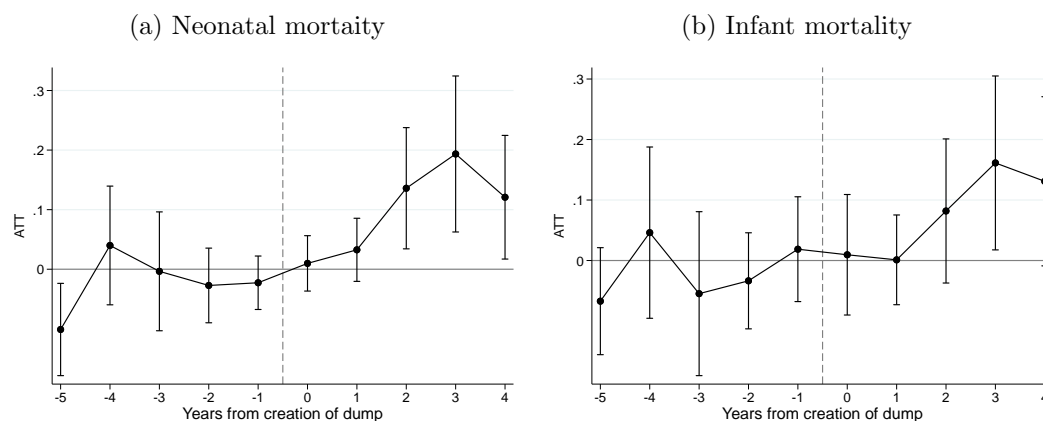 (a) Neonatal mortaity
.3
.2
.1
0
ATT
-5 -4 -3 -2 -1 0 1 2 3 4
Years from creation of dump
(b) Infant mortality
.3
.2
.1
0
ATT
-5 -4 -3 -2 -1 0 1 2 3 4
Years from creation of dump